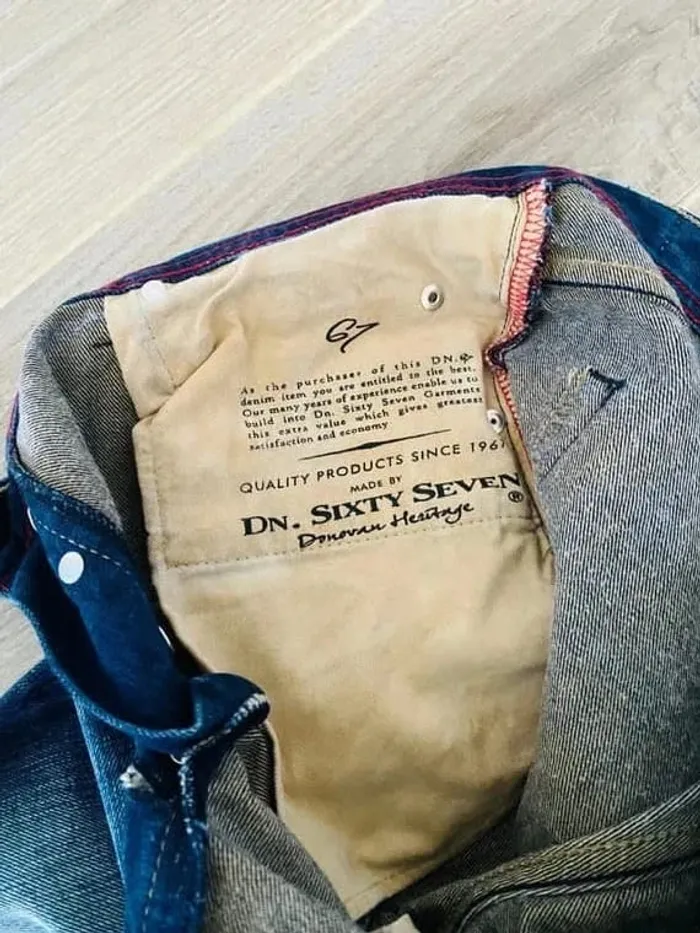 67
As the purchaser of this DN. 67
denim item you are entitled to the best.
Our many years of experience enable us to
build into Dn. Sixty Seven Garments
this extra value which gives greatest
satisfaction and economy
QUALITY PRODUCTS SINCE 1967
MADE BY
DN. SIXTY SEVEN ®
Donovan Heritage